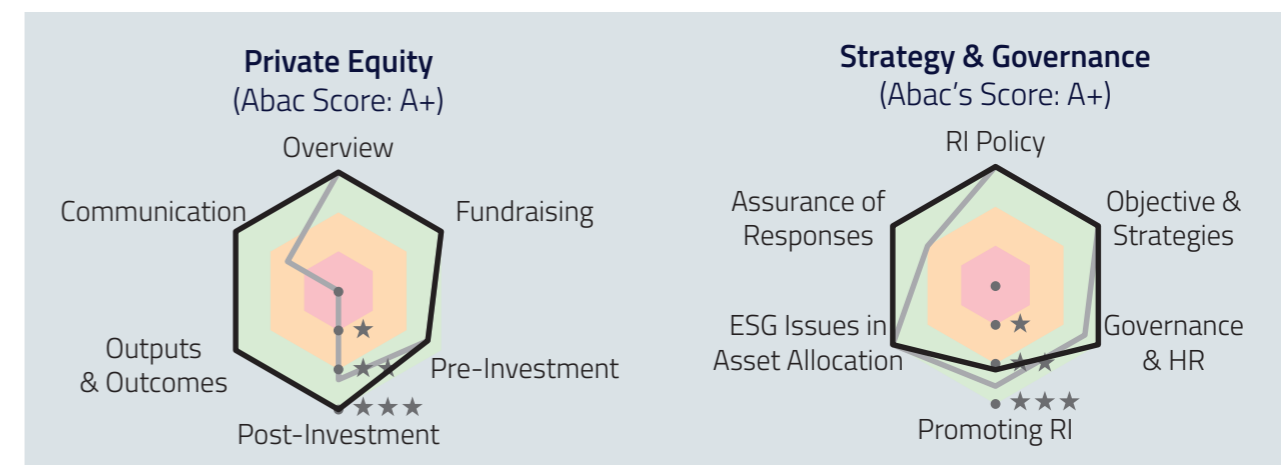 Private Equity
(Abac Score: A+)
Overview
Communication
Fundraising
Outputs
& Outcomes
Pre-Investment
Post-Investment
Strategy & Governance
(Abac's Score: A+)
RI Policy
Assurance of
Responses
Objective &
Strategies
ESG Issues in
Asset Allocation
Governance
& HR
Promoting RI